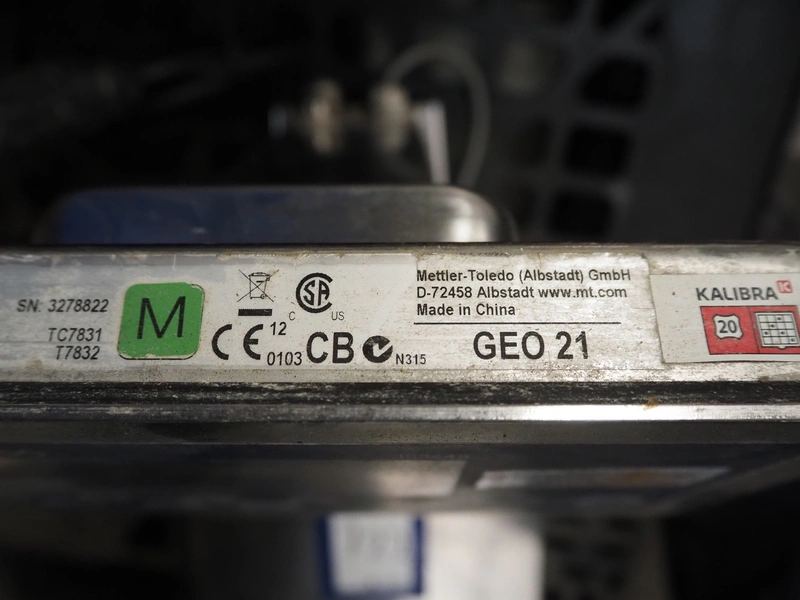 SN: 3278822
TC7831
T7832
M
SA
C US
CE 12 0103
CB N315
Mettler-Toledo (Albstadt) GmbH
D-72458 Albstadt www.mt.com
Made in China
GEO 21
KALIBRA K
20